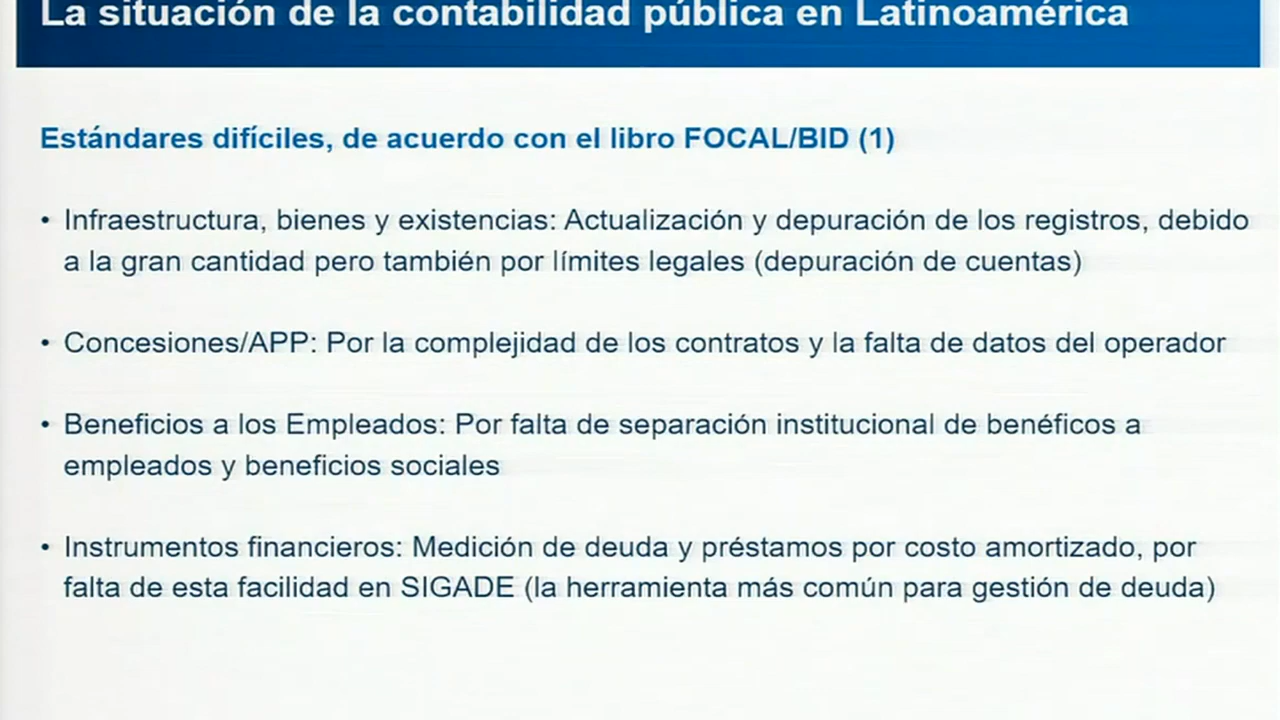 La situación de la contabilidad pública en Latinoamérica
Estándares difíciles, de acuerdo con el libro FOCAL/BID (1)
• Infraestructura, bienes y existencias: Actualización y depuración de los registros, debido
a la gran cantidad pero también por límites legales (depuración de cuentas)
• Concesiones/APP: Por la complejidad de los contratos y la falta de datos del operador
• Beneficios a los Empleados: Por falta de separación institucional de benéficos a
empleados y beneficios sociales
• Instrumentos financieros: Medición de deuda y préstamos por costo amortizado, por
falta de esta facilidad en SIGADE (la herramienta más común para gestión de deuda)